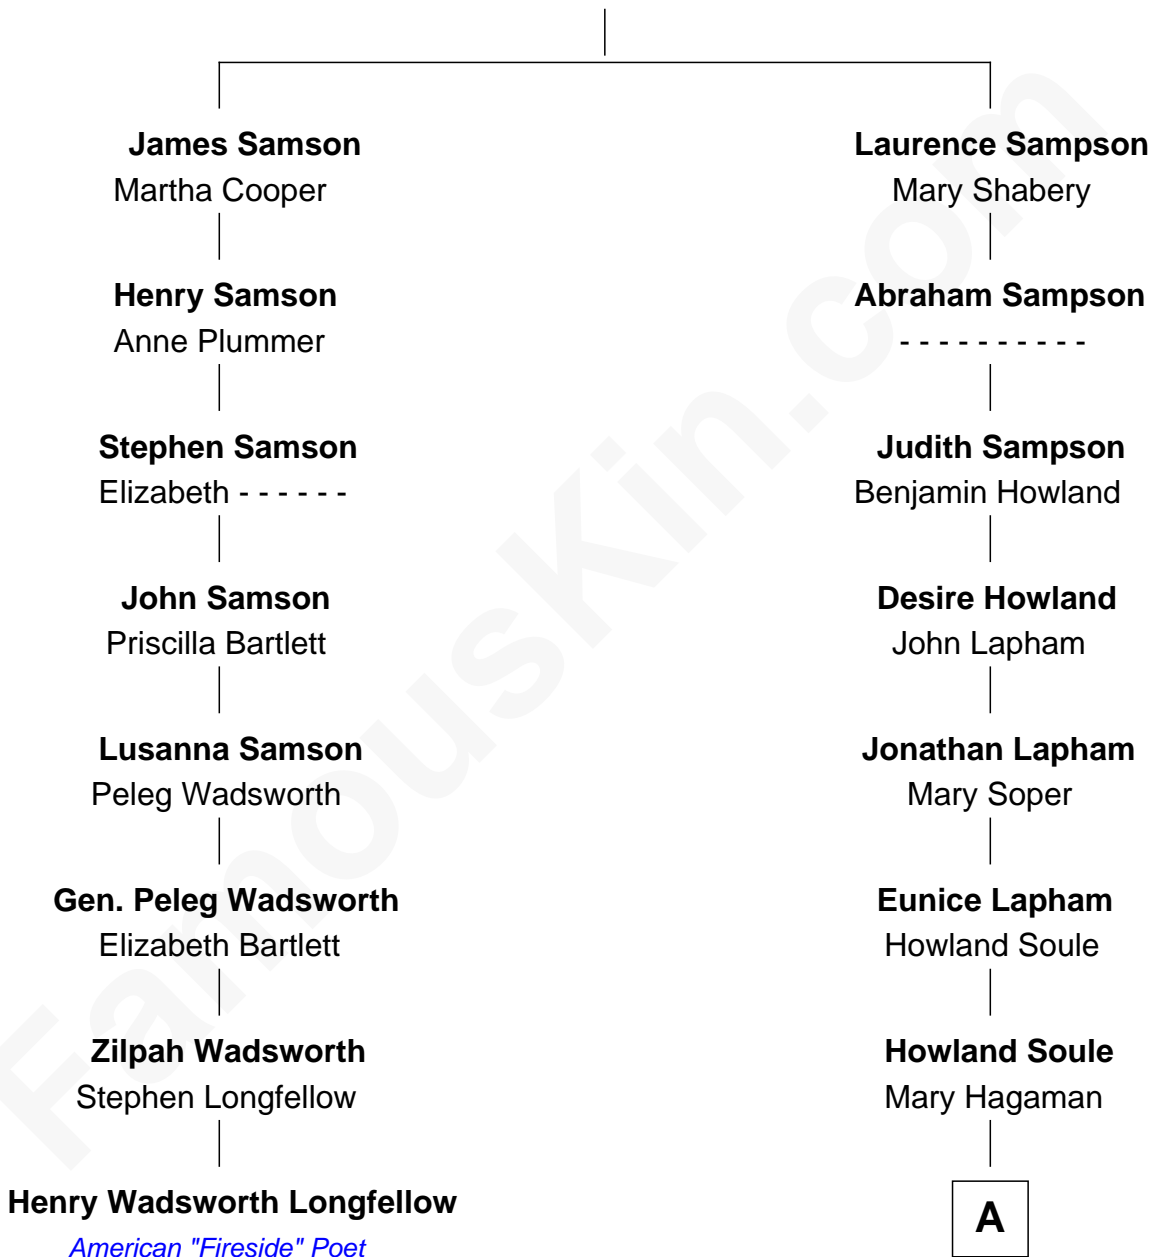 James Samson
Martha Cooper
Laurence Sampson
Mary Shabery
Henry Samson
Anne Plummer
Abraham Sampson
- - - - - - - - - -
Stephen Samson
Elizabeth - - - - - -
Judith Sampson
Benjamin Howland
John Samson
Priscilla Bartlett
Desire Howland
John Lapham
Lusanna Samson
Peleg Wadsworth
Jonathan Lapham
Mary Soper
Gen. Peleg Wadsworth
Elizabeth Bartlett
Eunice Lapham
Howland Soule
Zilpah Wadsworth
Stephen Longfellow
Howland Soule
Mary Hagaman
Henry Wadsworth Longfellow
American "Fireside" Poet
A
FamousKin.com